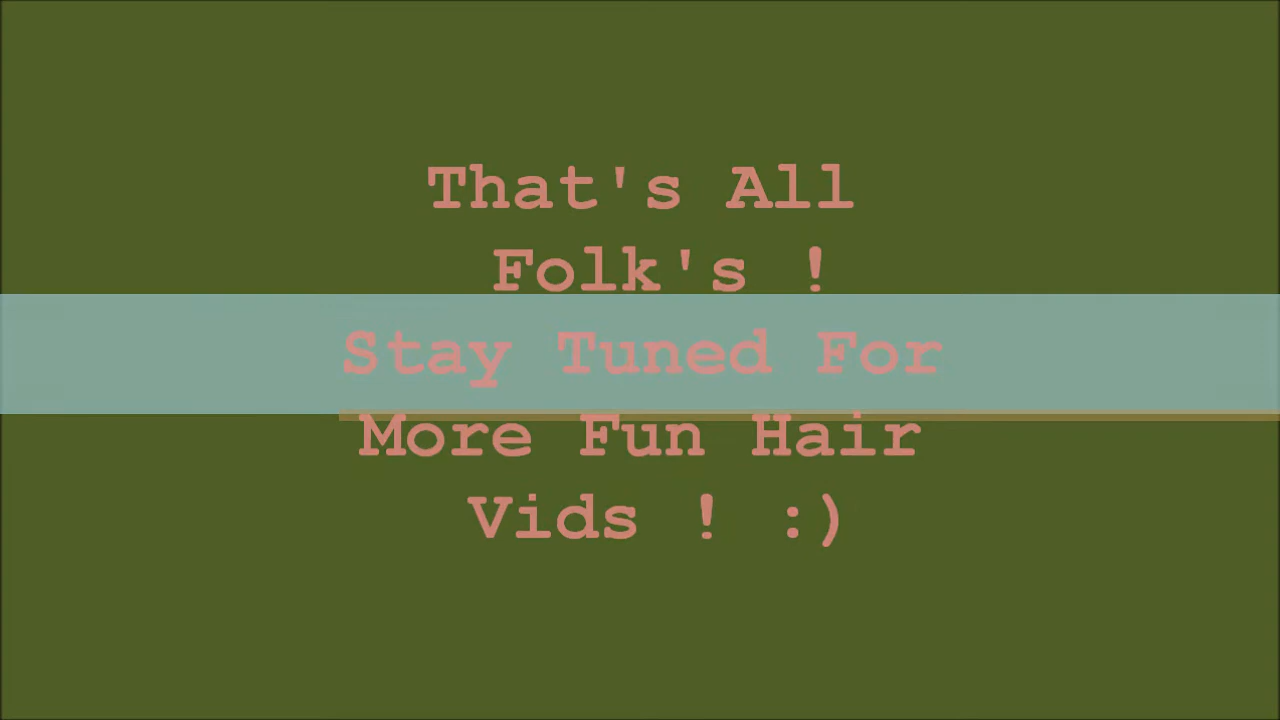 That's All
Folk's !
Stay Tuned For
More Fun Hair
Vids ! :)